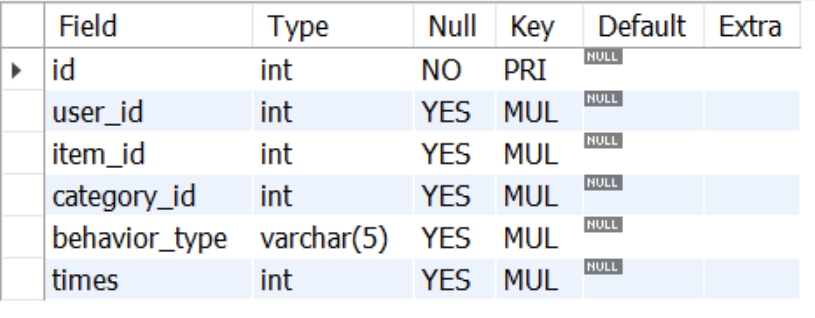 Field Type Null Key Default Extra
id int NO PRI NULL
user_id int YES MUL NULL
item_id int YES MUL NULL
category_id int YES MUL NULL
behavior_type varchar(5) YES MUL NULL
times int YES MUL NULL